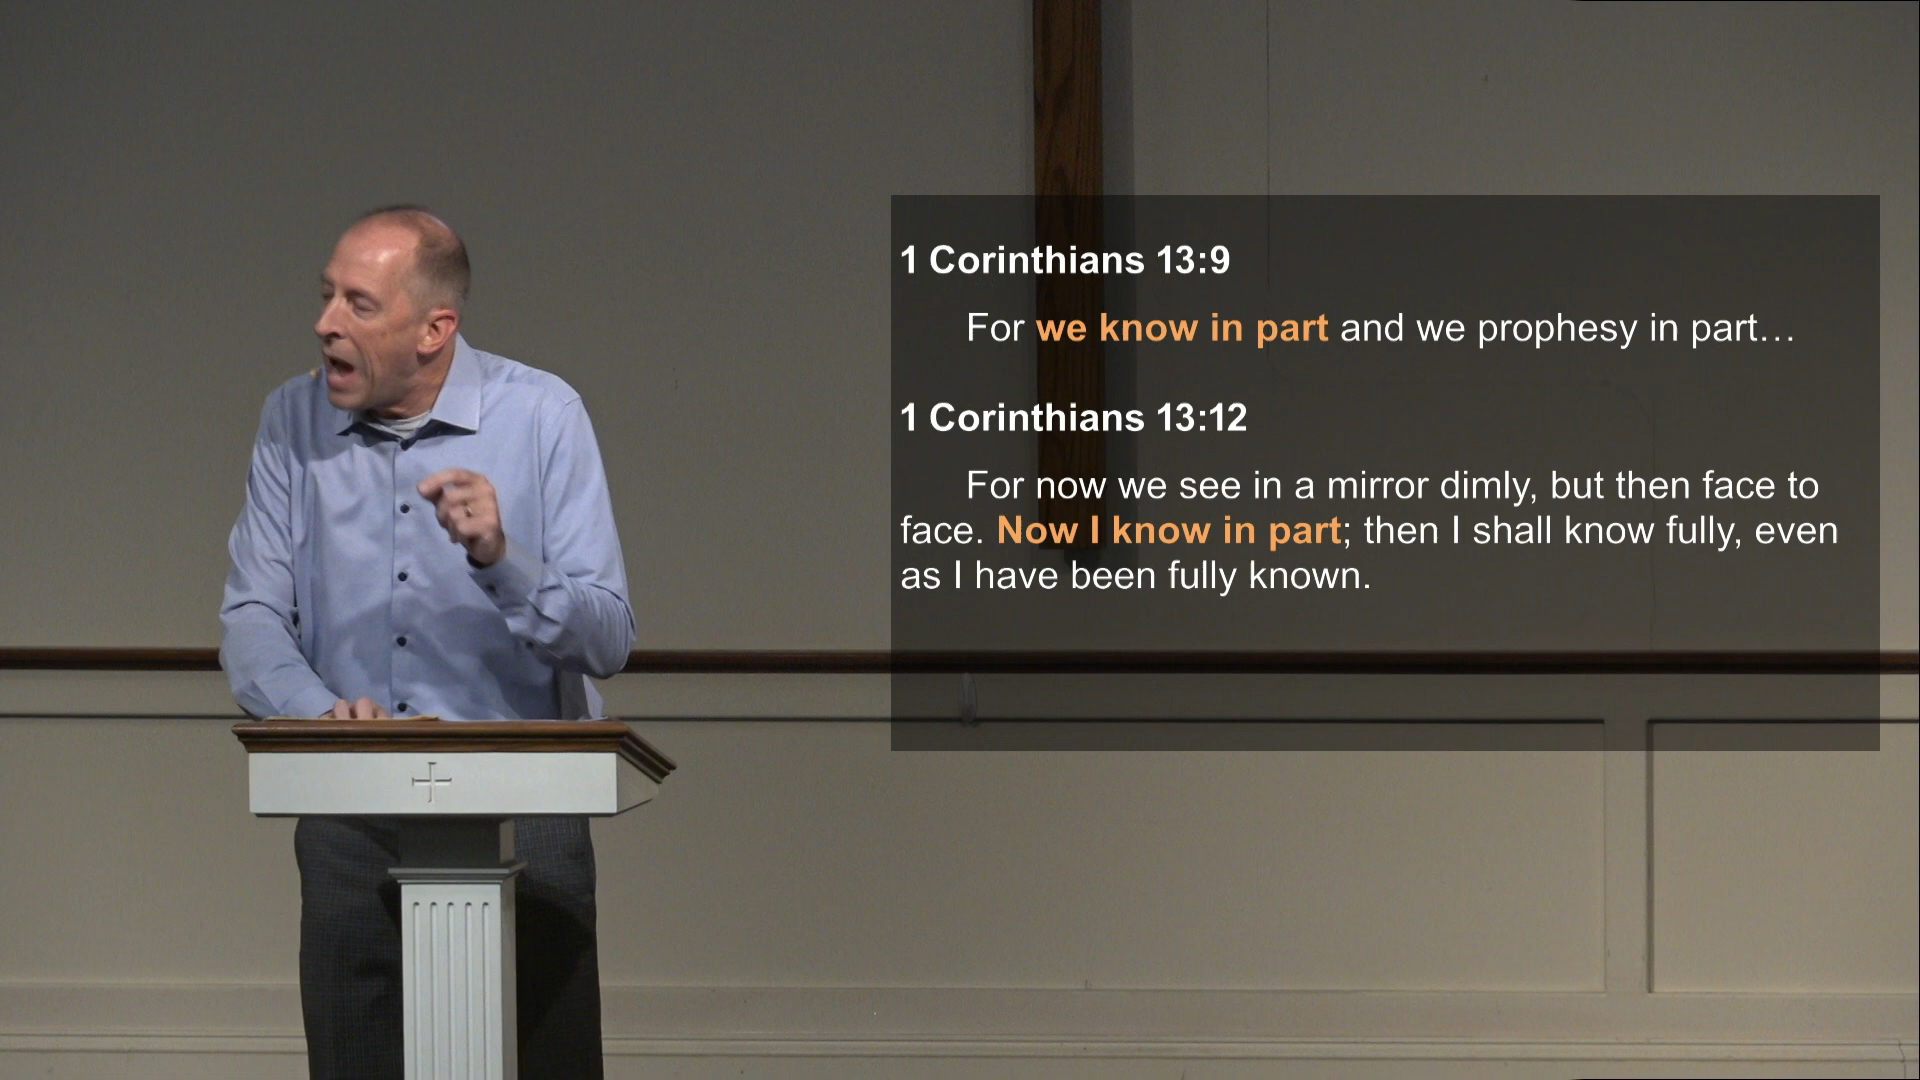 1 Corinthians 13:9
For we know in part and we prophesy in part…
1 Corinthians 13:12
For now we see in a mirror dimly, but then face to
face. Now I know in part; then I shall know fully, even
as I have been fully known.